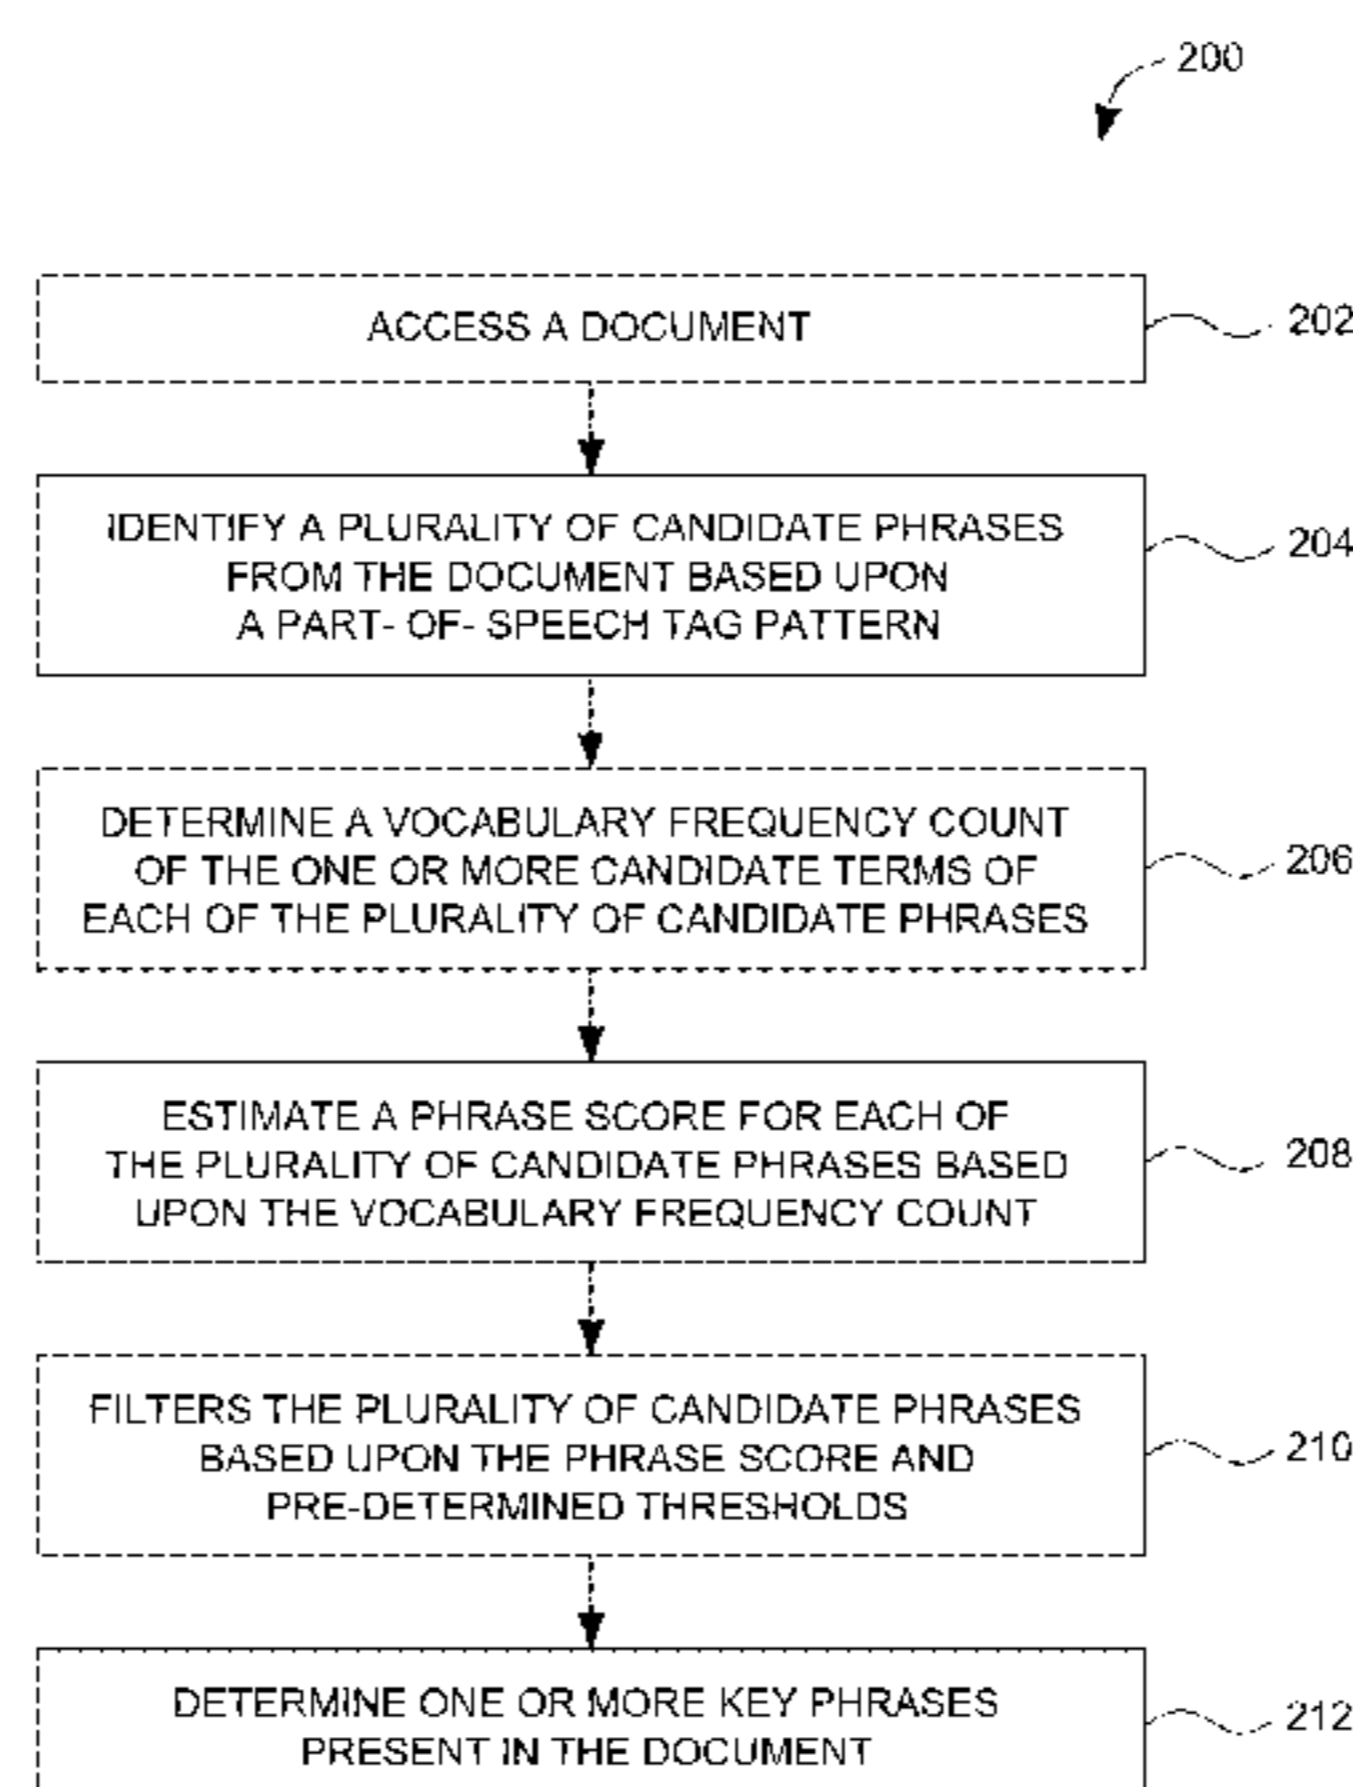 200
ACCESS A DOCUMENT
202
IDENTIFY A PLURALITY OF CANDIDATE PHRASES
FROM THE DOCUMENT BASED UPON
A PART- OF- SPEECH TAG PATTERN
204
DETERMINE A VOCABULARY FREQUENCY COUNT
OF THE ONE OR MORE CANDIDATE TERMS OF
EACH OF THE PLURALITY OF CANDIDATE PHRASES
206
ESTIMATE A PHRASE SCORE FOR EACH OF
THE PLURALITY OF CANDIDATE PHRASES BASED
UPON THE VOCABULARY FREQUENCY COUNT
208
FILTERS THE PLURALITY OF CANDIDATE PHRASES
BASED UPON THE PHRASE SCORE AND
PRE-DETERMINED THRESHOLDS
210
DETERMINE ONE OR MORE KEY PHRASES
PRESENT IN THE DOCUMENT
212